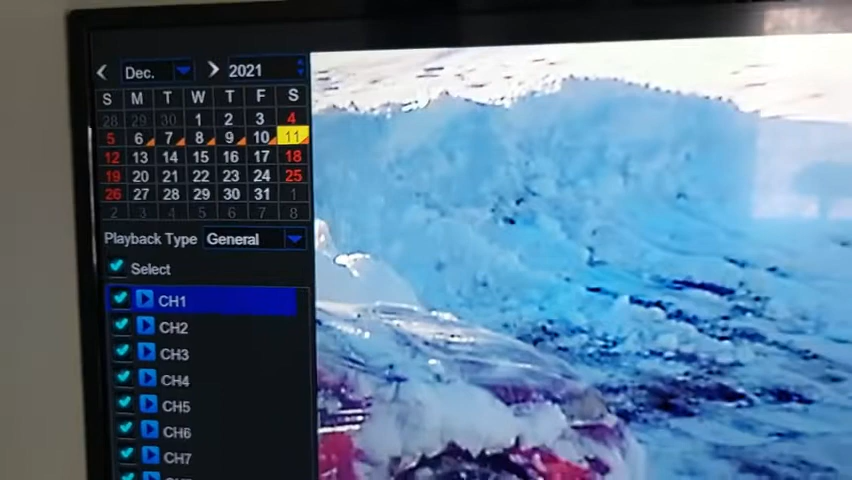 < Dec. > 2021
S M T W T F S
28 29 30 1 2 3 4
5 6 7 8 9 10 11
12 13 14 15 16 17 18
19 20 21 22 23 24 25
26 27 28 29 30 31 1
2 3 4 5 6 7 8
Playback Type General
Select
CH1
CH2
CH3
CH4
CH5
CH6
CH7